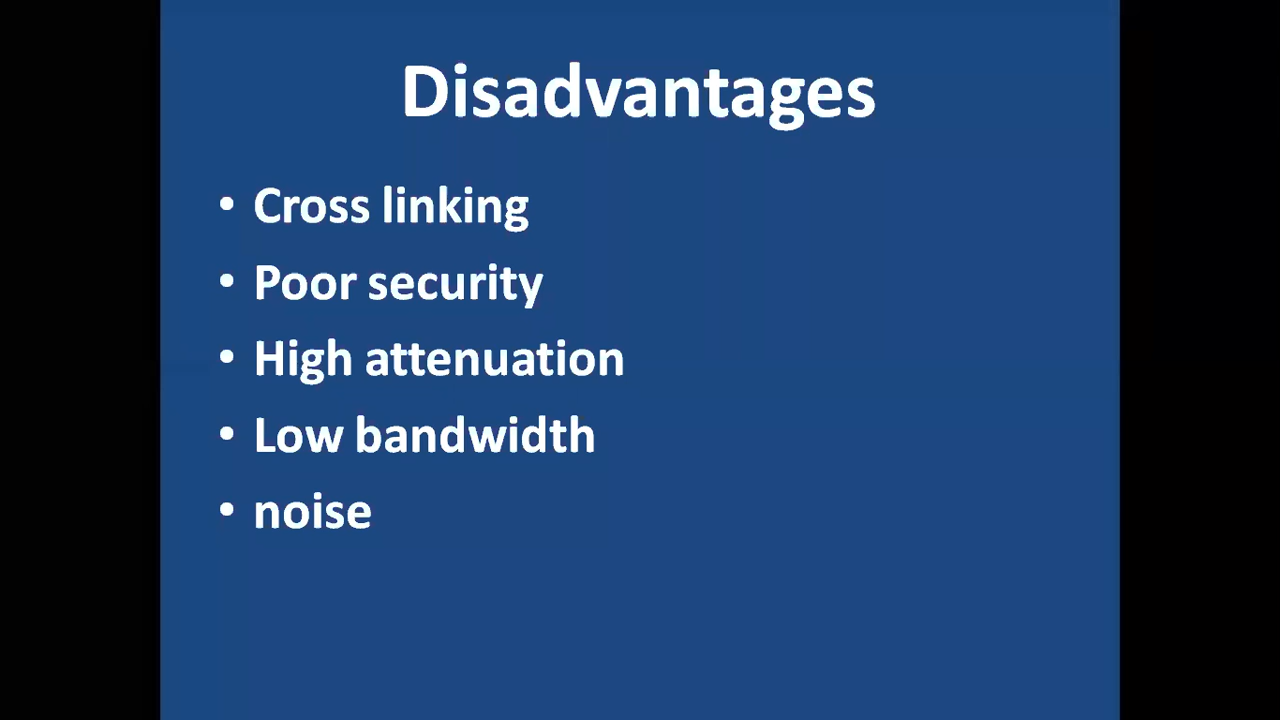 Disadvantages
• Cross linking
• Poor security
• High attenuation
• Low bandwidth
• noise